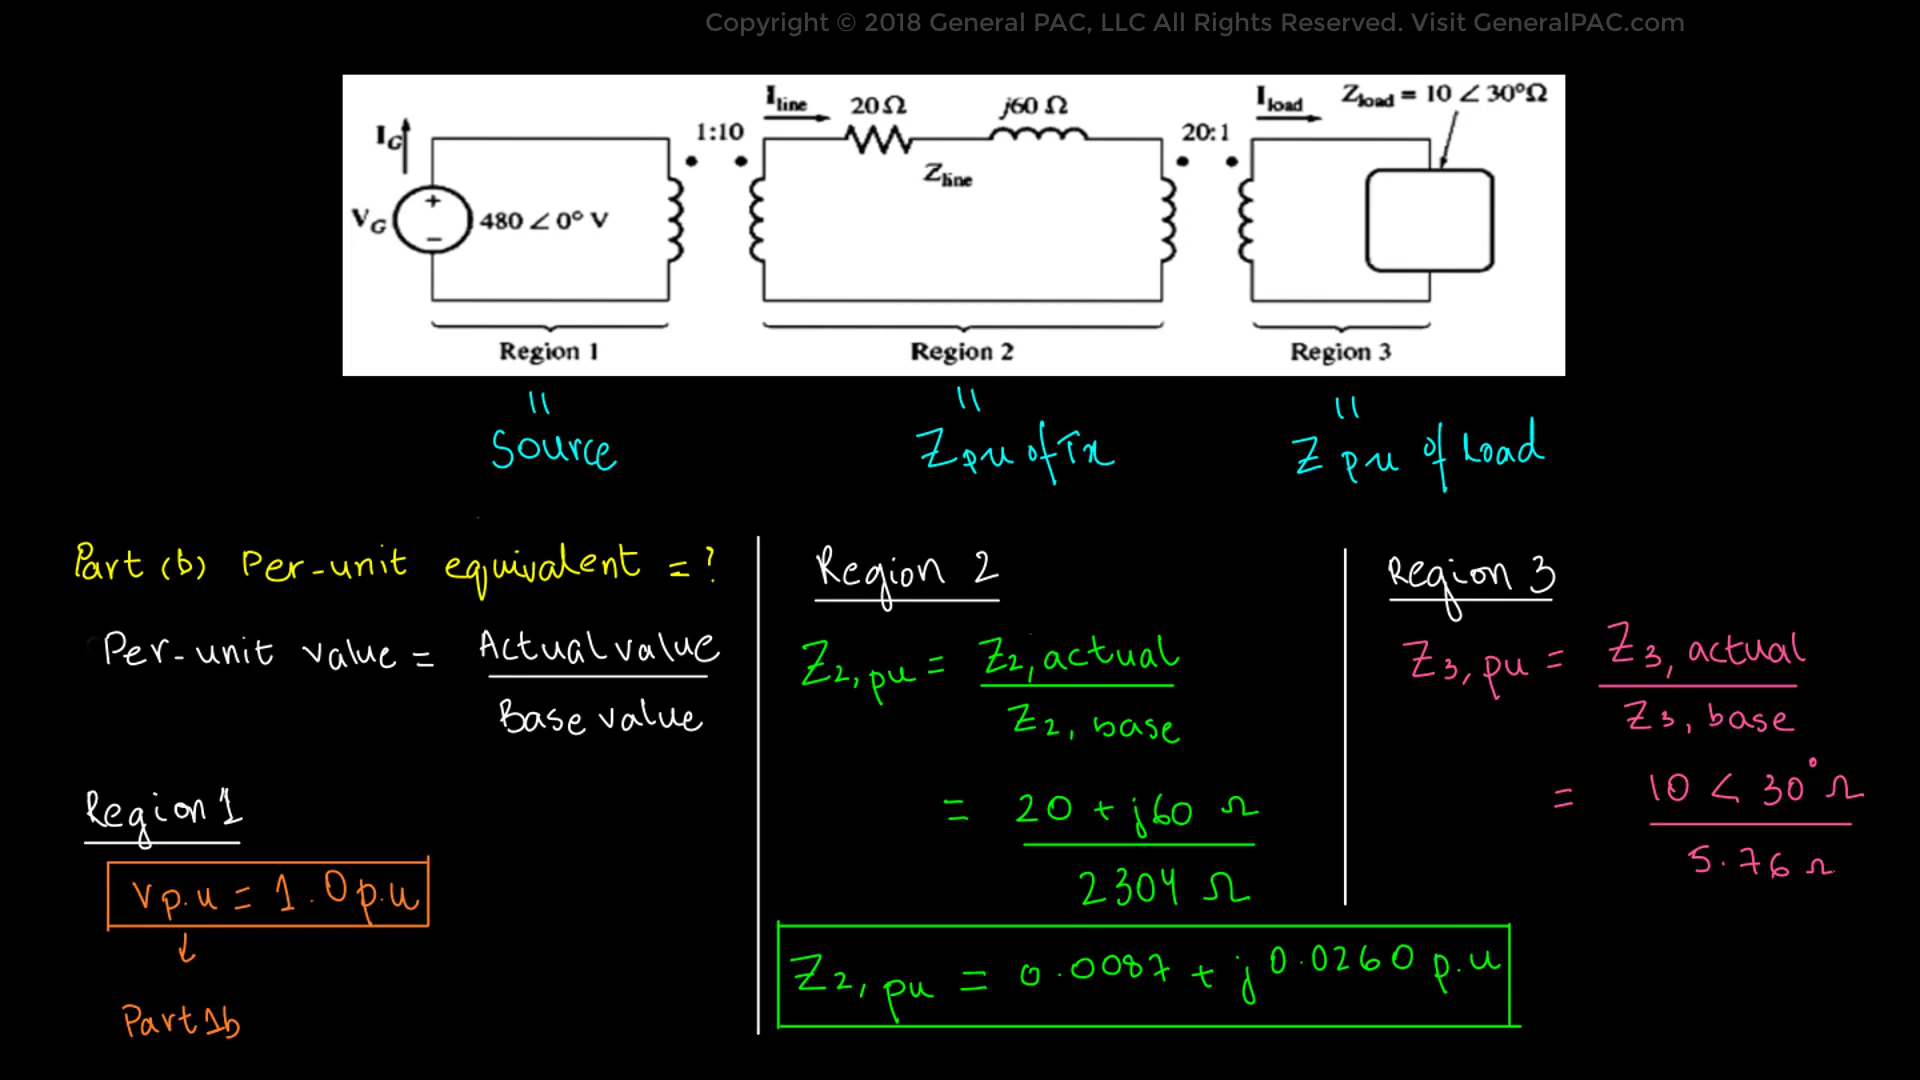 Copyright © 2018 General PAC, LLC All Rights Reserved. Visit GeneralPAC.com
I_G
V_G
+
−
480 ∠ 0° V
1:10
I_line
20 Ω
j60 Ω
Z_line
20:1
I_load
Z_load = 10 ∠ 30°Ω
Region 1
Region 2
Region 3
Source
Z pu of Tx
Z pu of Load
Part (b) Per-unit equivalent = ?
Per-unit value = Actual value / Base value
Region 1
V p.u = 1.0 p.u
Part 1b
Region 2
Z2, pu = Z2, actual / Z2, base
= 20 + j60 Ω / 2304 Ω
Z2, pu = 0.0087 + j 0.0260 p.u
Region 3
Z3, pu = Z3, actual / Z3, base
= 10 < 30° Ω / 5.76 Ω